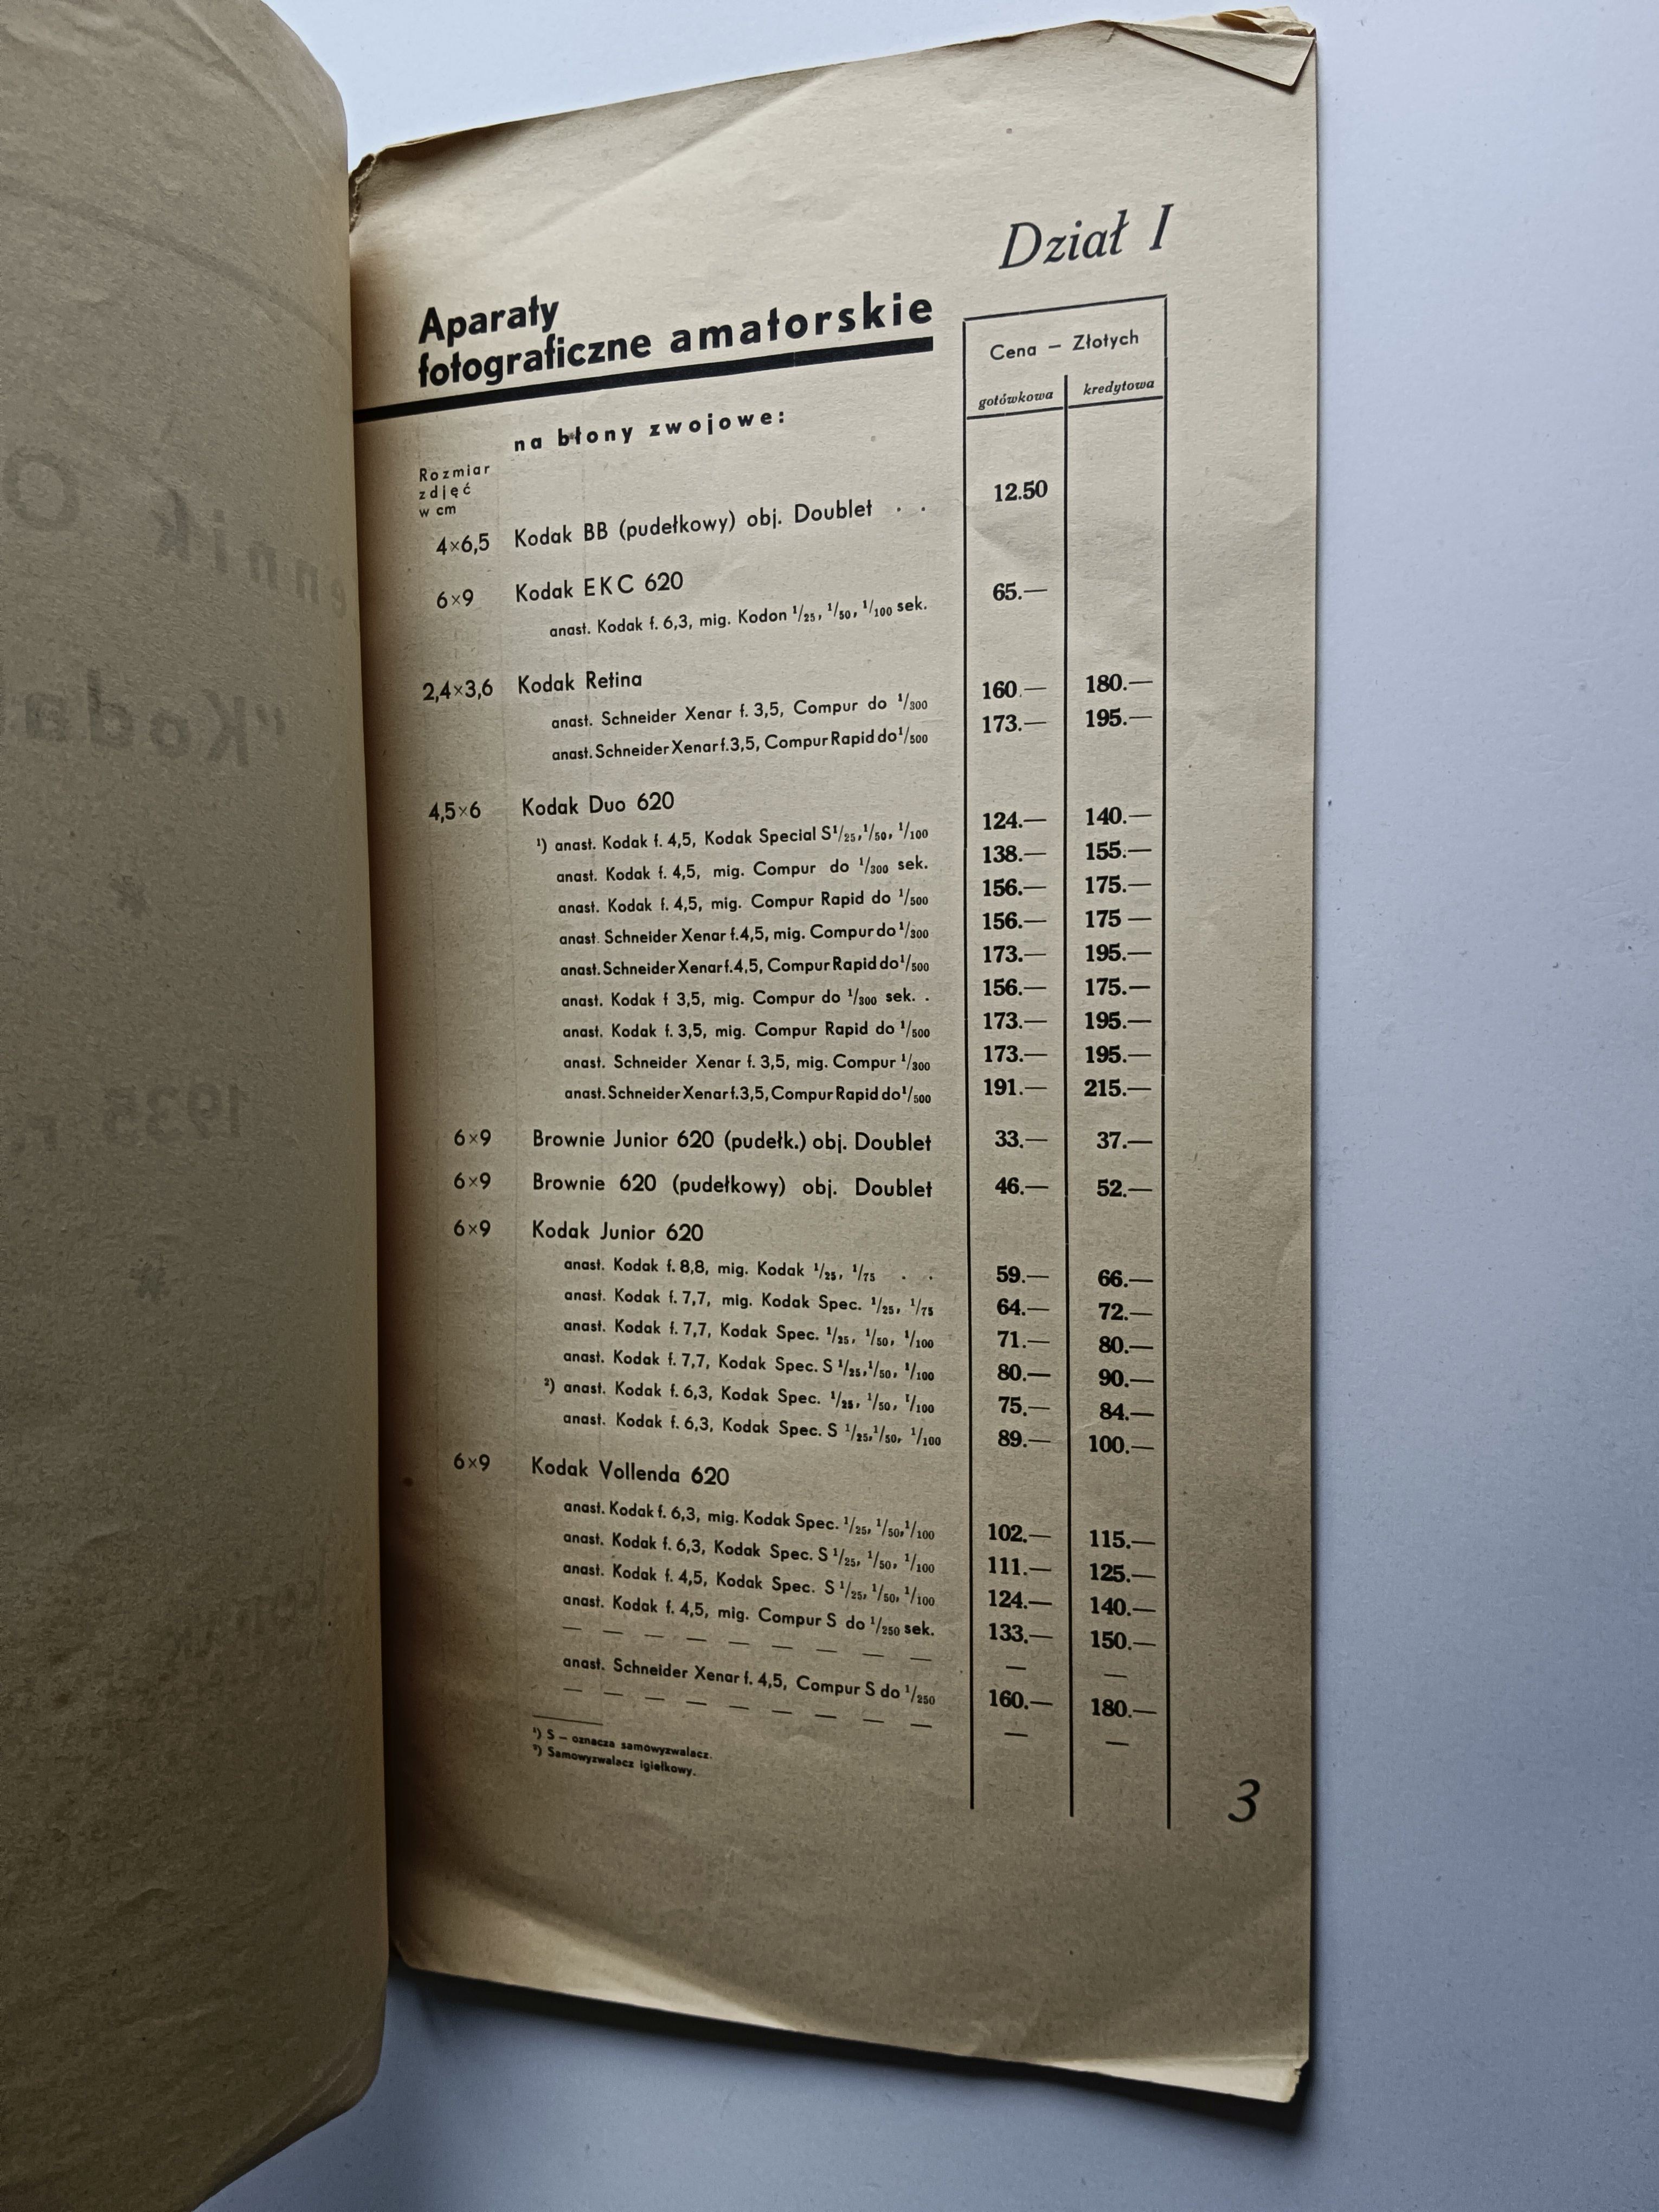 Dział I
Aparaty
fotograficzne amatorskie
Cena — Złotych
gotówkowa kredytowa
na błony zwojowe:
Rozmiar
zdjęć
w cm
4×6,5 Kodak BB (pudełkowy) obj. Doublet . . 12.50
6×9 Kodak EKC 620
anast. Kodak f. 6,3, mig. Kodon 1/25, 1/50, 1/100 sek. 65.—
2,4×3,6 Kodak Retina
anast. Schneider Xenar f. 3,5, Compur do 1/300 160.— 180.—
anast. Schneider Xenar f. 3,5, Compur Rapid do 1/500 173.— 195.—
4,5×6 Kodak Duo 620
¹) anast. Kodak f. 4,5, Kodak Special S 1/25, 1/50, 1/100 124.— 140.—
anast. Kodak f. 4,5, mig. Compur do 1/300 sek. 138.— 155.—
anast. Kodak f. 4,5, mig. Compur Rapid do 1/500 156.— 175.—
anast. Schneider Xenar f. 4,5, mig. Compur do 1/300 156.— 175 —
anast. Schneider Xenar f. 4,5, Compur Rapid do 1/500 173.— 195.—
anast. Kodak f 3,5, mig. Compur do 1/300 sek. . 156.— 175.—
anast. Kodak f. 3,5, mig. Compur Rapid do 1/500 173.— 195.—
anast. Schneider Xenar f. 3,5, mig. Compur 1/300 173.— 195.—
anast. Schneider Xenar f. 3,5, Compur Rapid do 1/500 191.— 215.—
6×9 Brownie Junior 620 (pudełk.) obj. Doublet 33.— 37.—
6×9 Brownie 620 (pudełkowy) obj. Doublet 46.— 52.—
6×9 Kodak Junior 620
anast. Kodak f. 8,8, mig. Kodak 1/25, 1/75 . . 59.— 66.—
anast. Kodak f. 7,7, mig. Kodak Spec. 1/25, 1/75 64.— 72.—
anast. Kodak f. 7,7, Kodak Spec. 1/25, 1/50, 1/100 71.— 80.—
anast. Kodak f. 7,7, Kodak Spec. S 1/25, 1/50, 1/100 80.— 90.—
²) anast. Kodak f. 6,3, Kodak Spec. 1/25, 1/50, 1/100 75.— 84.—
anast. Kodak f. 6,3, Kodak Spec. S 1/25, 1/50, 1/100 89.— 100.—
6×9 Kodak Vollenda 620
anast. Kodak f. 6,3, mig. Kodak Spec. 1/25, 1/50, 1/100 102.— 115.—
anast. Kodak f. 6,3, Kodak Spec. S 1/25, 1/50, 1/100 111.— 125.—
anast. Kodak f. 4,5, Kodak Spec. S 1/25, 1/50, 1/100 124.— 140.—
anast. Kodak f. 4,5, mig. Compur S do 1/250 sek. 133.— 150.—
— — — — — — — — — — —
anast. Schneider Xenar f. 4,5, Compur S do 1/250 160.— 180.—
— — — — — — — — — — —
¹) S — oznacza samowyzwalacz.
²) Samowyzwalacz igiełkowy.
3